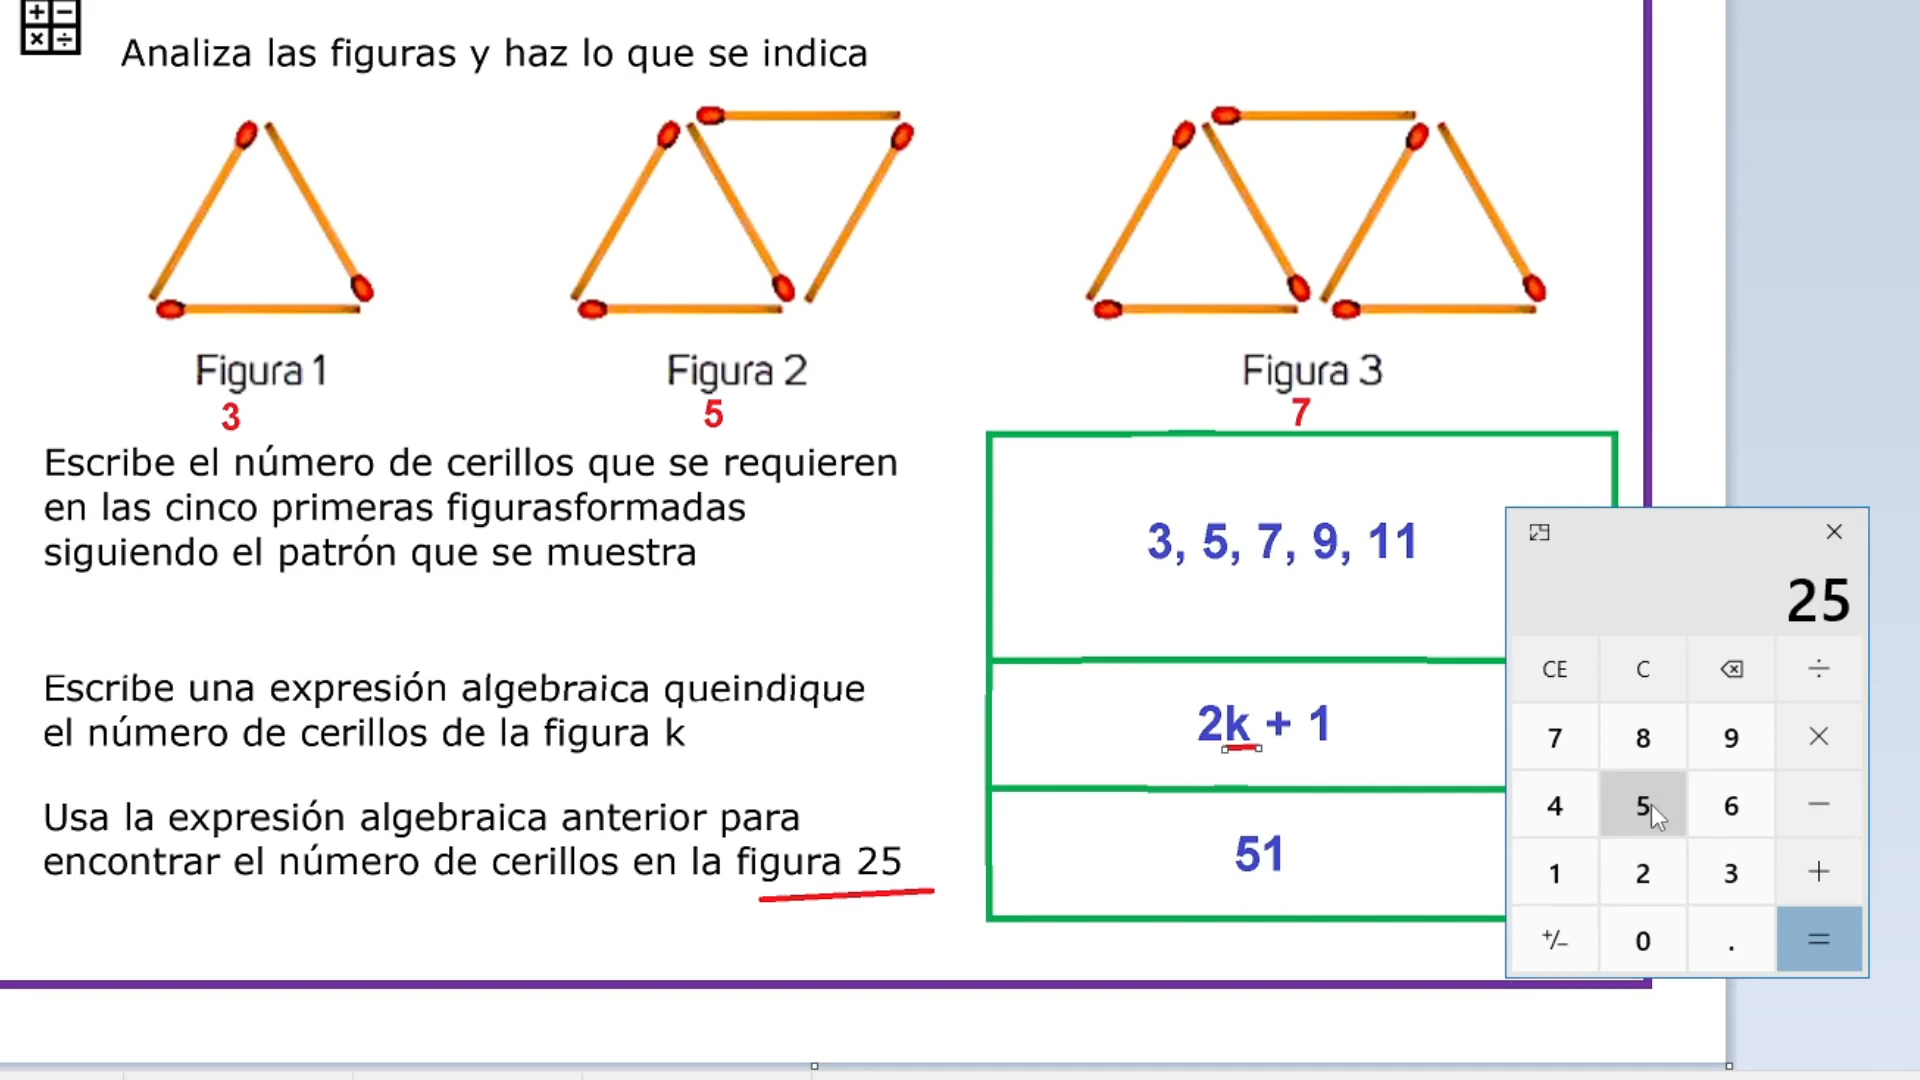 Analiza las figuras y haz lo que se indica
Figura 1
Figura 2
Figura 3
3
5
7
Escribe el número de cerillos que se requieren
en las cinco primeras figurasformadas
siguiendo el patrón que se muestra
3, 5, 7, 9, 11
Escribe una expresión algebraica queindique
el número de cerillos de la figura k
2k + 1
Usa la expresión algebraica anterior para
encontrar el número de cerillos en la figura 25
51
25
CE C ÷
7 8 9 ×
4 5 6 −
1 2 3 +
+/− 0 . =